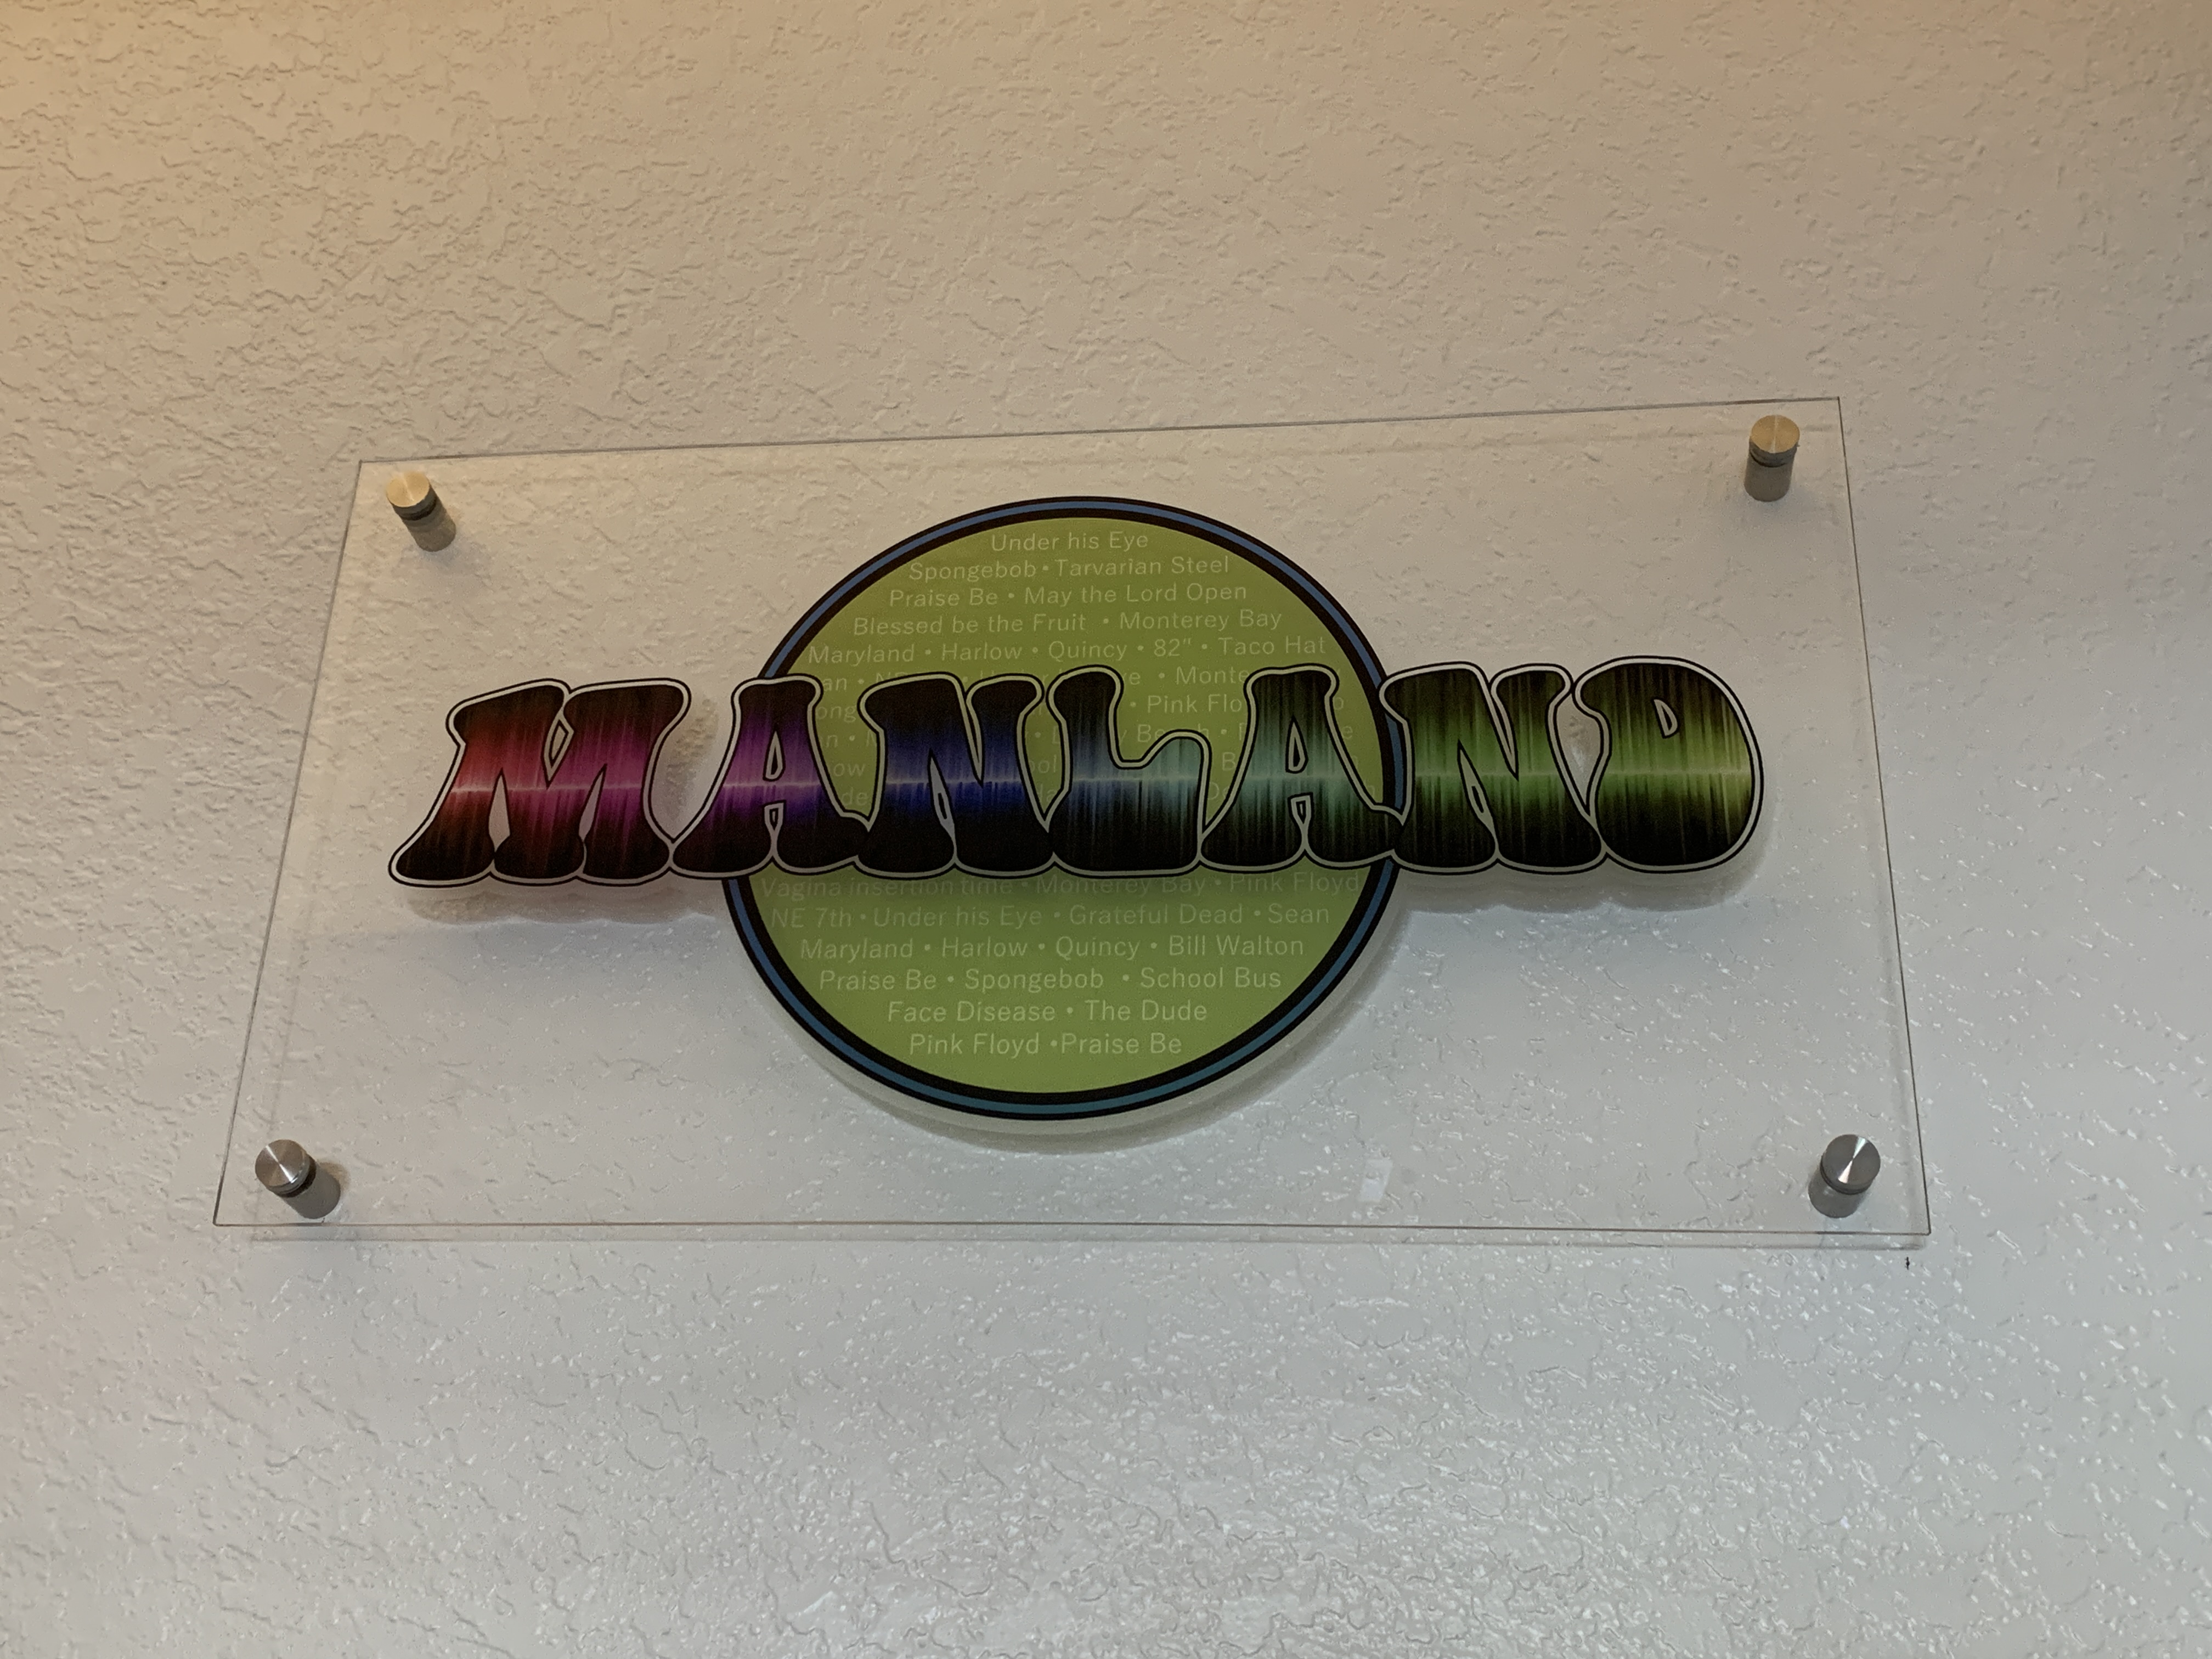 Under his Eye
Spongebob • Tarvarian Steel
Praise Be • May the Lord Open
Blessed be the Fruit • Monterey Bay
Maryland • Harlow • Quincy • 82" • Taco Hat
• Pink Flo
MANLAND
Vagina insertion time • Monterey Bay • Pink Floyd
NE 7th • Under his Eye • Grateful Dead • Sean
Maryland • Harlow • Quincy • Bill Walton
Praise Be • Spongebob • School Bus
Face Disease • The Dude
Pink Floyd •Praise Be